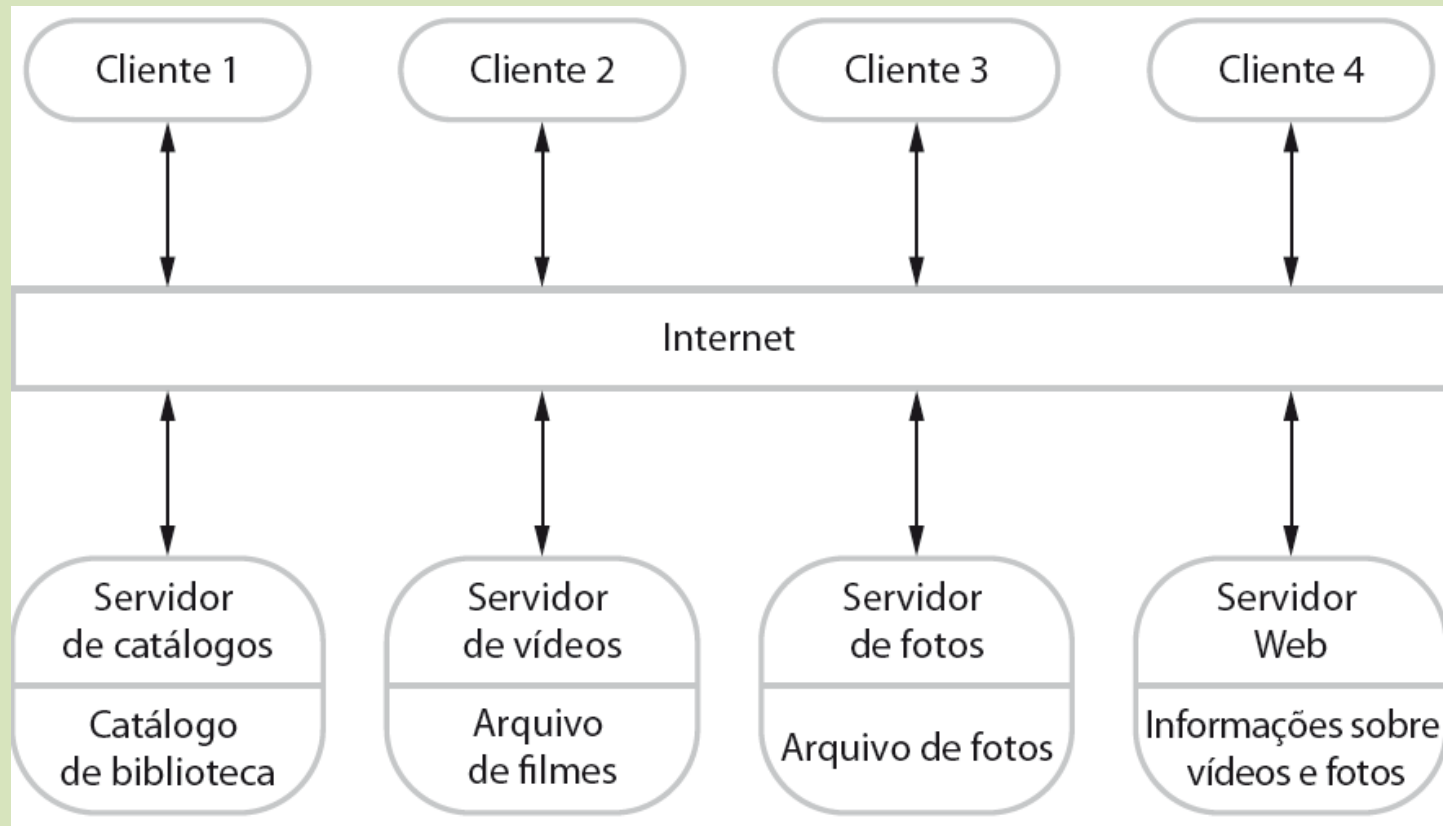 Cliente 1
Cliente 2
Cliente 3
Cliente 4
Internet
Servidor
de catálogos
Catálogo
de biblioteca
Servidor
de vídeos
Arquivo
de filmes
Servidor
de fotos
Arquivo de fotos
Servidor
Web
Informações sobre
vídeos e fotos